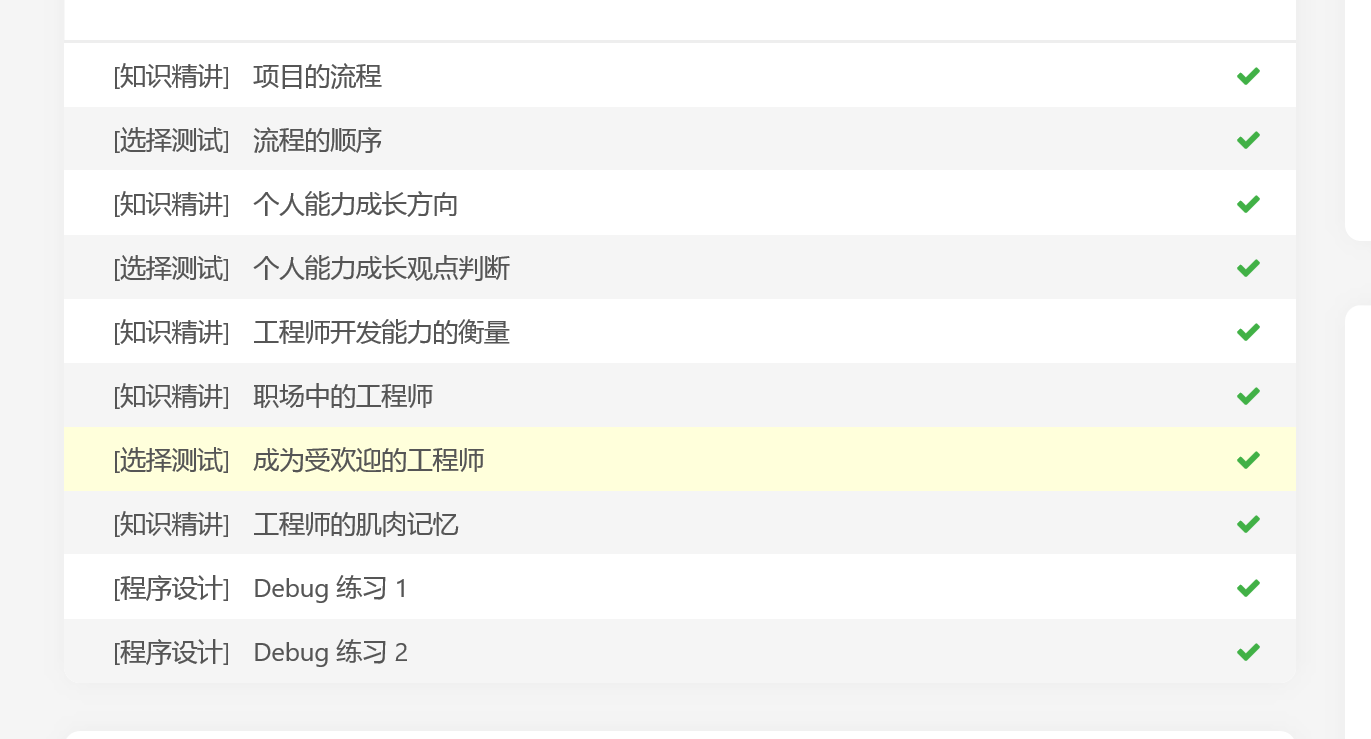 [知识精讲] 项目的流程
[选择测试] 流程的顺序
[知识精讲] 个人能力成长方向
[选择测试] 个人能力成长观点判断
[知识精讲] 工程师开发能力的衡量
[知识精讲] 职场中的工程师
[选择测试] 成为受欢迎的工程师
[知识精讲] 工程师的肌肉记忆
[程序设计] Debug 练习 1
[程序设计] Debug 练习 2